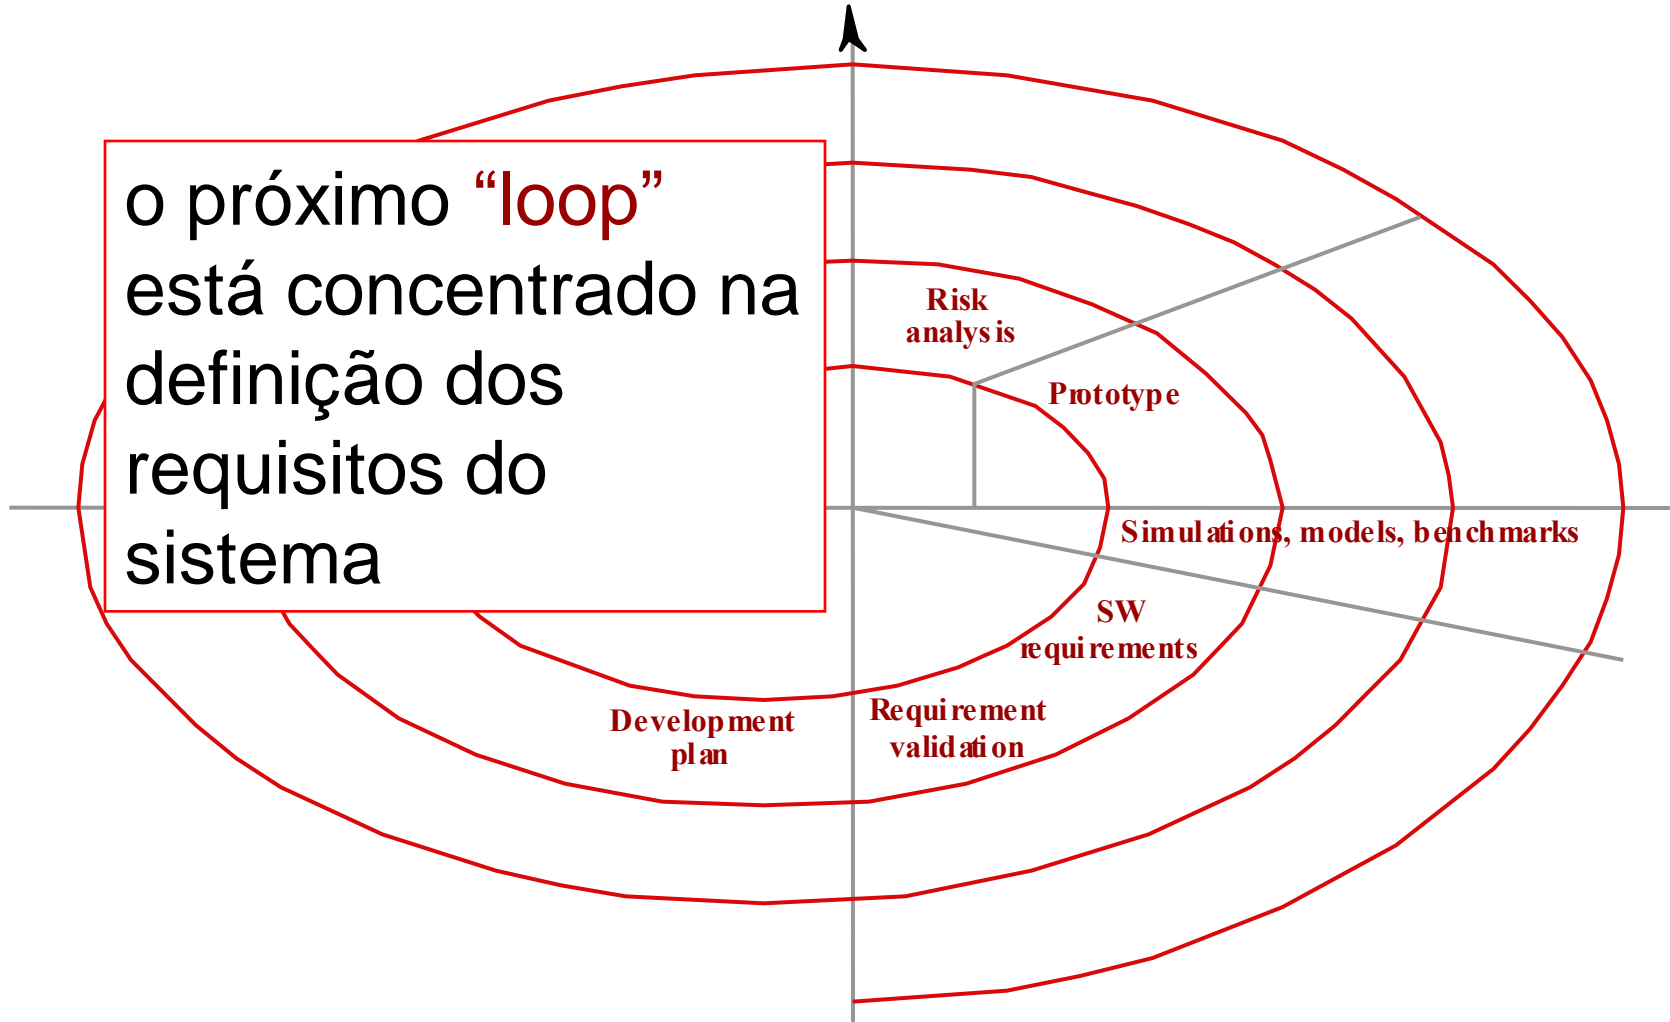 o próximo “loop”
está concentrado na
definição dos
requisitos do
sistema
Risk
analysis
Prototype
Simulations, models, benchmarks
SW
requirements
Requirement
validation
Development
plan